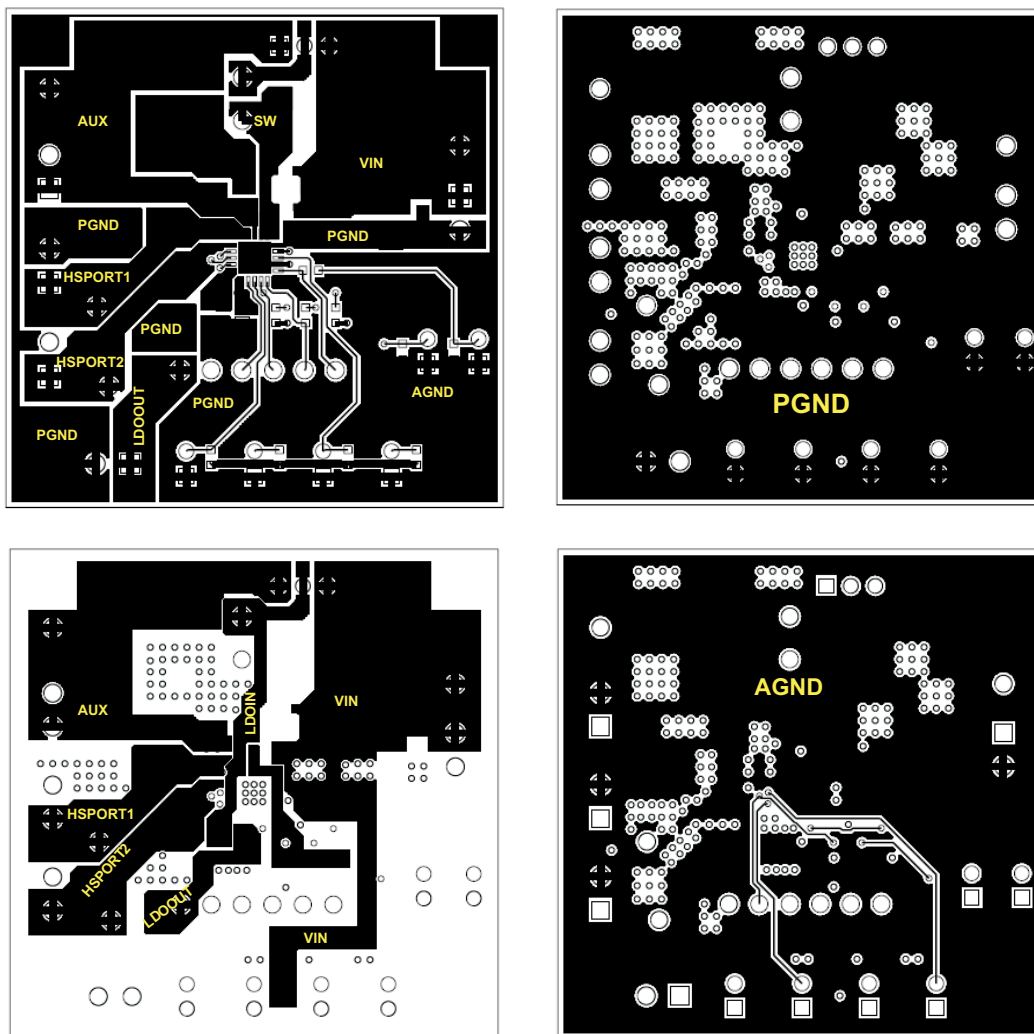 AUX
SW
VIN
PGND
PGND
HSPORT1
PGND
HSPORT2
LDOOUT
PGND
AGND
PGND
PGND
AUX
LDOIN
VIN
HSPORT1
HSPORT2
LDOOUT
VIN
AGND